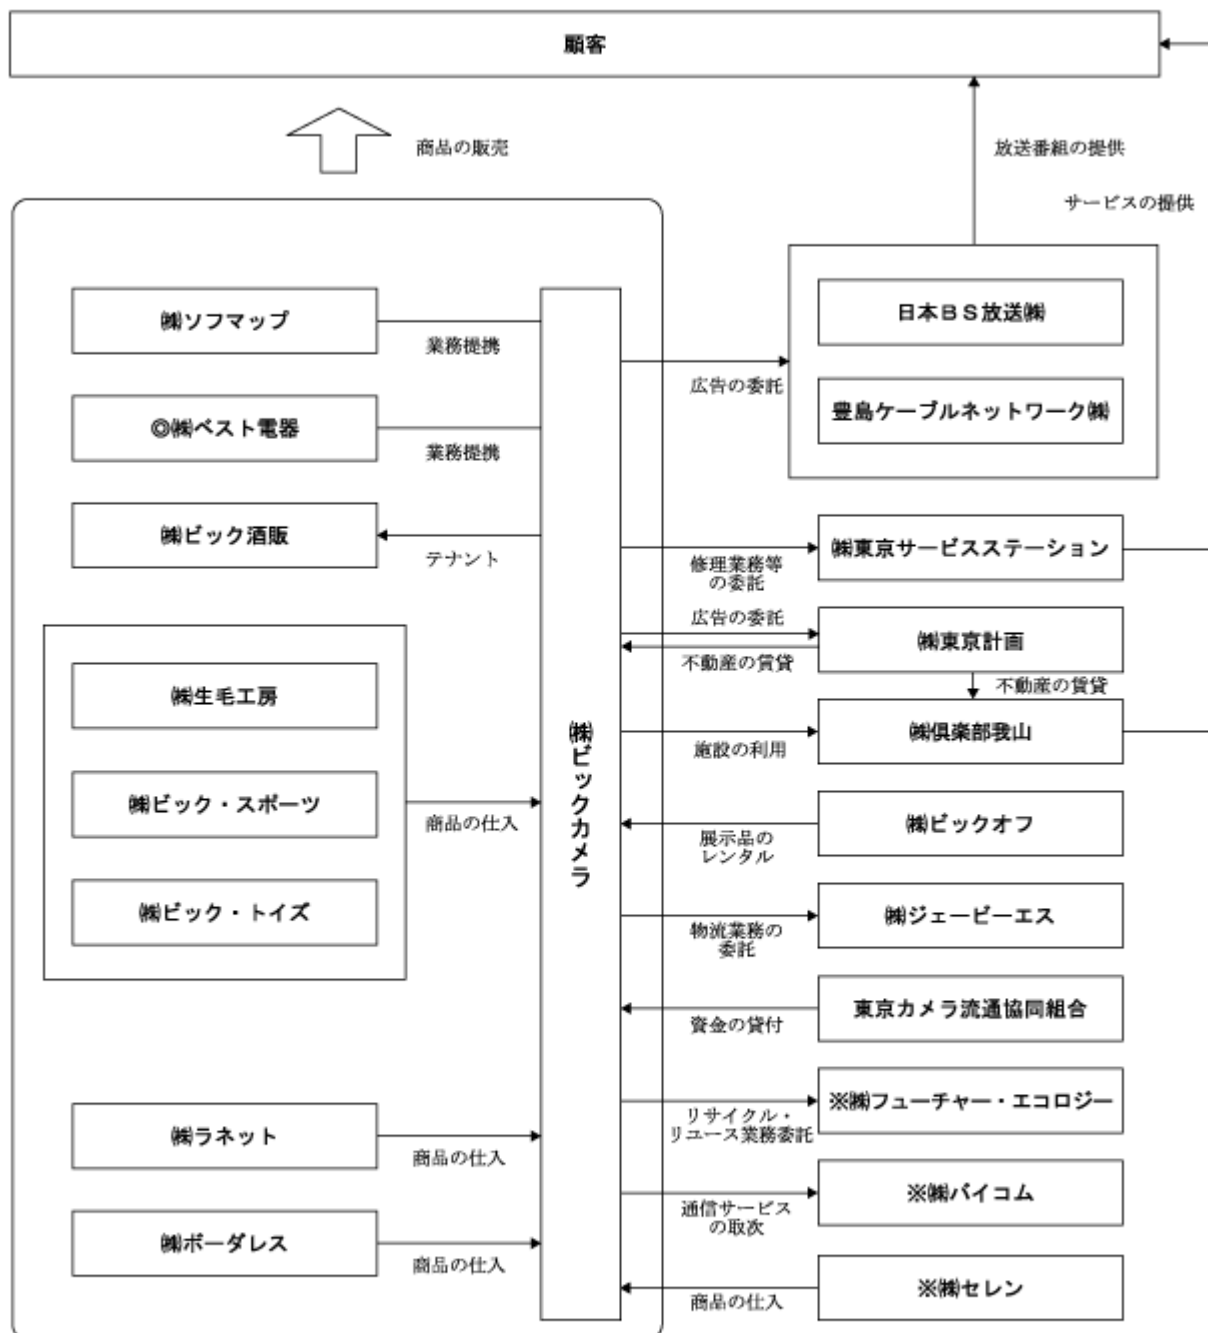 顧客
商品の販売
放送番組の提供
サービスの提供
㈱ソフマップ
業務提携
◎㈱ベスト電器
業務提携
㈱ビック酒販
テナント
㈱生毛工房
㈱ビック・スポーツ
㈱ビック・トイズ
商品の仕入
㈱ラネット
商品の仕入
㈱ボーダレス
商品の仕入
㈱ビックカメラ
広告の委託
日本ＢＳ放送㈱
豊島ケーブルネットワーク㈱
修理業務等
の委託
㈱東京サービスステーション
広告の委託
不動産の賃貸
㈱東京計画
不動産の賃貸
施設の利用
㈱倶楽部我山
展示品の
レンタル
㈱ビックオフ
物流業務の
委託
㈱ジェービーエス
資金の貸付
東京カメラ流通協同組合
リサイクル・
リユース業務委託
※㈱フューチャー・エコロジー
通信サービス
の取次
※㈱バイコム
商品の仕入
※㈱セレン